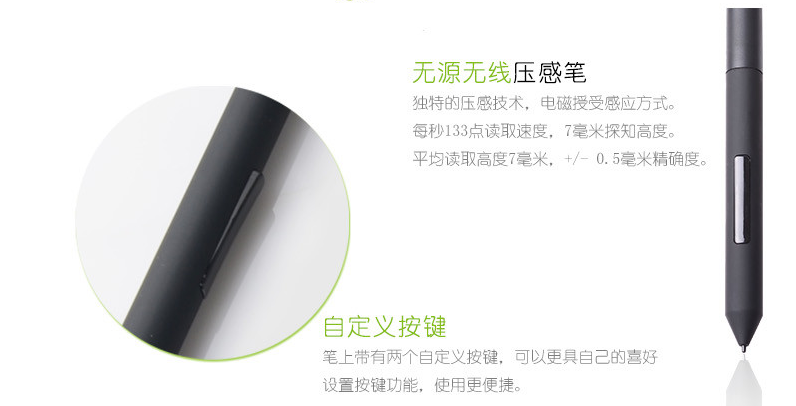 无源无线压感笔
独特的压感技术，电磁授受感应方式。
每秒133点读取速度，7毫米探知高度。
平均读取高度7毫米，+/- 0.5毫米精确度。
自定义按键
笔上带有两个自定义按键，可以更具自己的喜好
设置按键功能，使用更便捷。